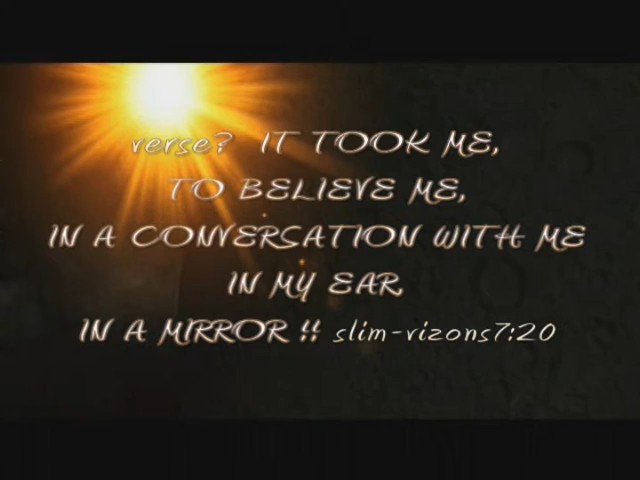 verse? IT TOOK ME,
TO BELIEVE ME,
IN A CONVERSATION WITH ME
IN MY EAR,
IN A MIRROR !! slim-vizons7:20